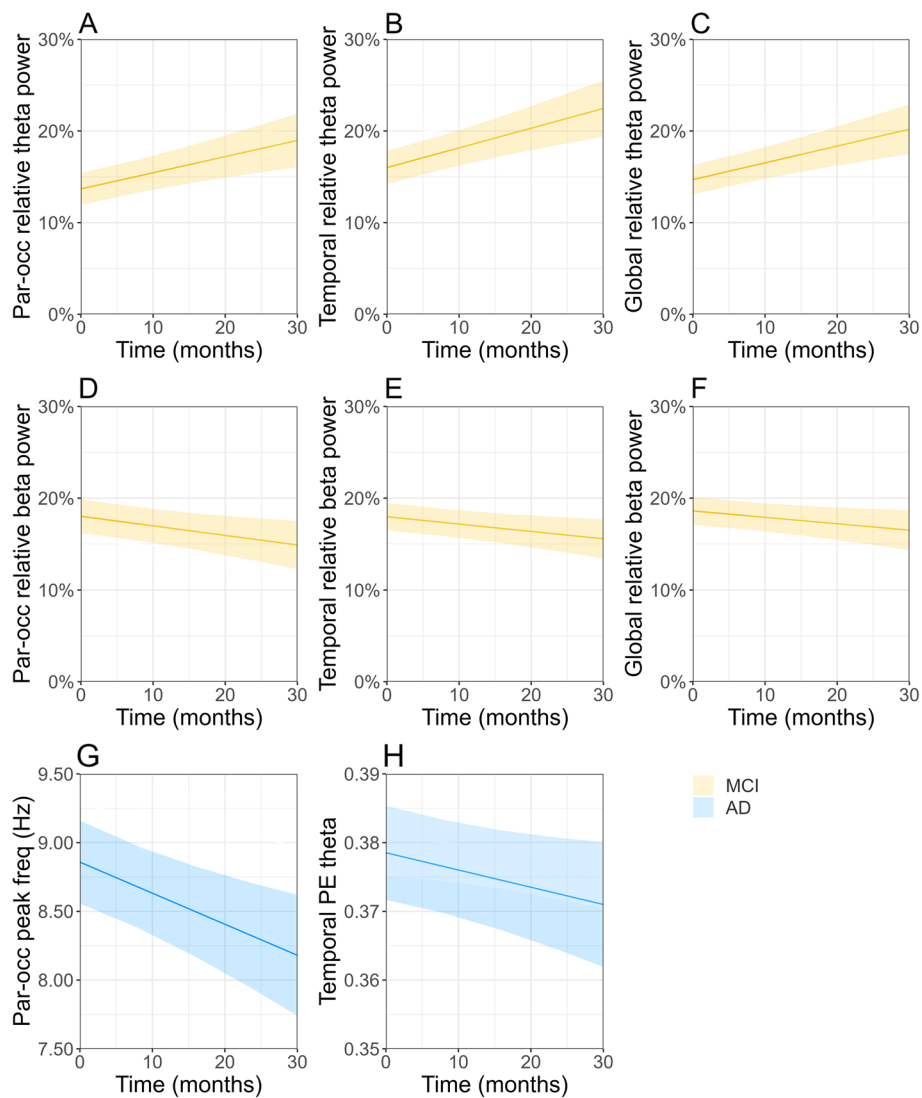 A
B
C
30%
20%
10%
0%
Par-occ relative theta power
0 10 20 30
Time (months)
30%
20%
10%
0%
Temporal relative theta power
0 10 20 30
Time (months)
30%
20%
10%
0%
Global relative theta power
0 10 20 30
Time (months)
D
E
F
30%
20%
10%
0%
Par-occ relative beta power
0 10 20 30
Time (months)
30%
20%
10%
0%
Temporal relative beta power
0 10 20 30
Time (months)
30%
20%
10%
0%
Global relative beta power
0 10 20 30
Time (months)
G
H
9.50
9.00
8.50
8.00
7.50
Par-occ peak freq (Hz)
0 10 20 30
Time (months)
0.39
0.38
0.37
0.36
0.35
Temporal PE theta
0 10 20 30
Time (months)
MCI
AD